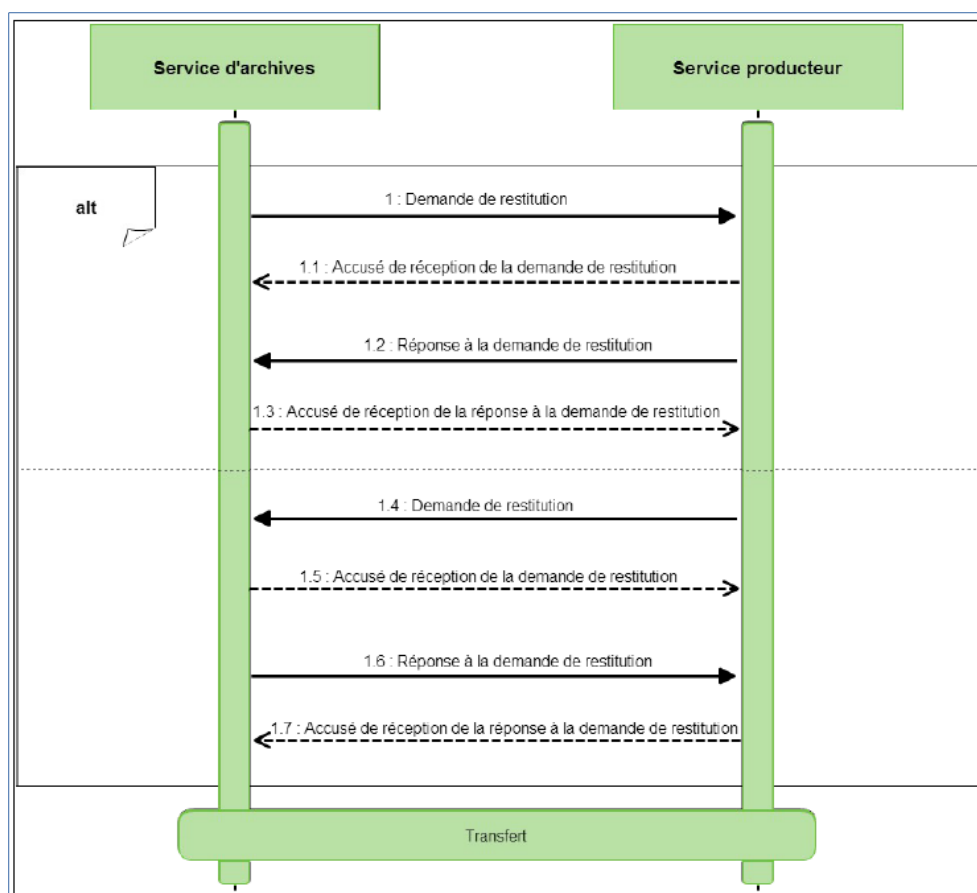 Service d'archives
Service producteur
alt
1 : Demande de restitution
1.1 : Accusé de réception de la demande de restitution
1.2 : Réponse à la demande de restitution
1.3 : Accusé de réception de la réponse à la demande de restitution
1.4 : Demande de restitution
1.5 : Accusé de réception de la demande de restitution
1.6 : Réponse à la demande de restitution
1.7 : Accusé de réception de la réponse à la demande de restitution
Transfert